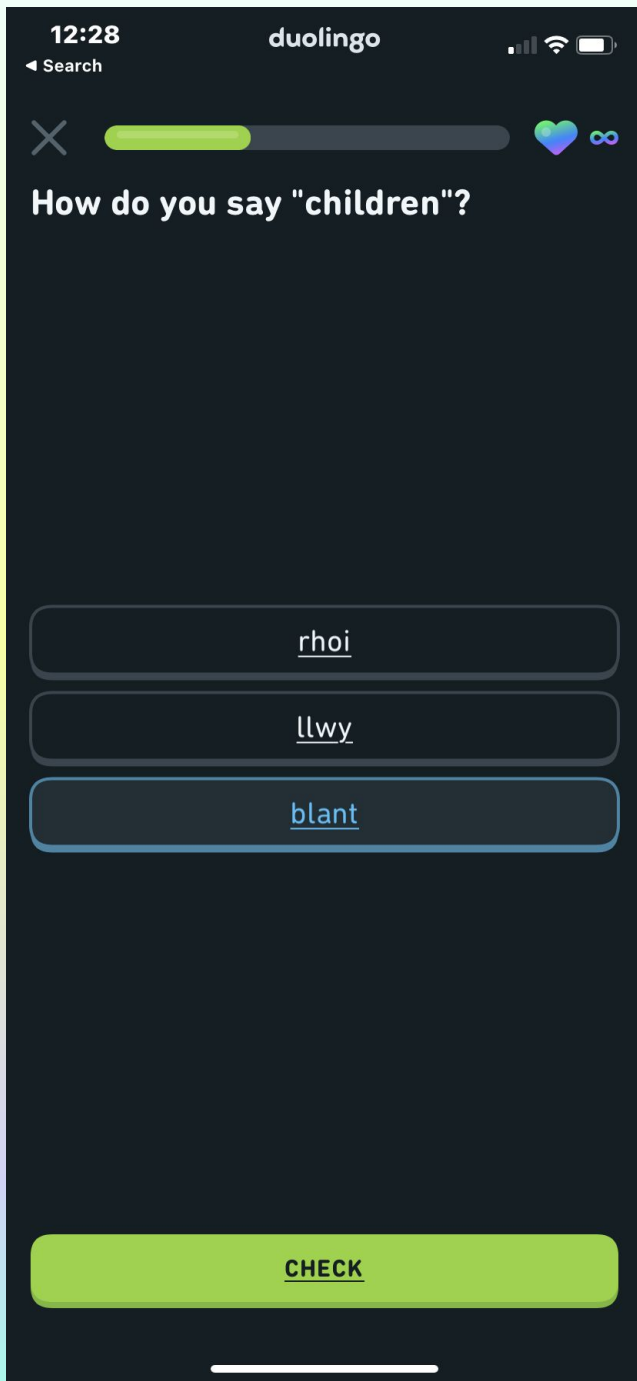 12:28
duolingo
◀ Search
How do you say "children"?
rhoi
llwy
blant
CHECK